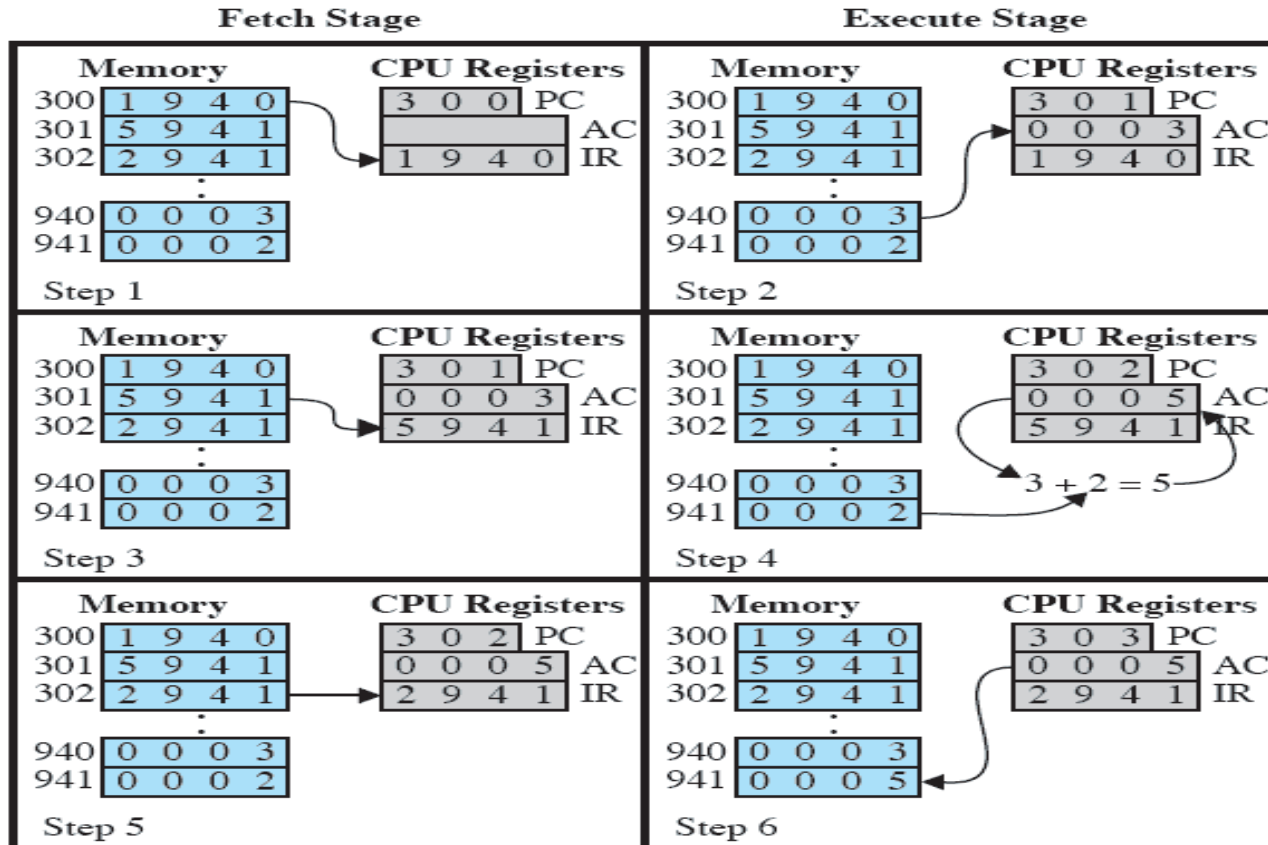 Fetch Stage
Execute Stage
Memory
CPU Registers
300 1 9 4 0
3 0 0 PC
301 5 9 4 1
AC
302 2 9 4 1
1 9 4 0 IR
940 0 0 0 3
941 0 0 0 2
Step 1
Memory
CPU Registers
300 1 9 4 0
3 0 1 PC
301 5 9 4 1
0 0 0 3 AC
302 2 9 4 1
1 9 4 0 IR
940 0 0 0 3
941 0 0 0 2
Step 2
Memory
CPU Registers
300 1 9 4 0
3 0 1 PC
301 5 9 4 1
0 0 0 3 AC
302 2 9 4 1
5 9 4 1 IR
940 0 0 0 3
941 0 0 0 2
Step 3
Memory
CPU Registers
300 1 9 4 0
3 0 2 PC
301 5 9 4 1
0 0 0 5 AC
302 2 9 4 1
5 9 4 1 IR
940 0 0 0 3
3 + 2 = 5
941 0 0 0 2
Step 4
Memory
CPU Registers
300 1 9 4 0
3 0 2 PC
301 5 9 4 1
0 0 0 5 AC
302 2 9 4 1
2 9 4 1 IR
940 0 0 0 3
941 0 0 0 2
Step 5
Memory
CPU Registers
300 1 9 4 0
3 0 3 PC
301 5 9 4 1
0 0 0 5 AC
302 2 9 4 1
2 9 4 1 IR
940 0 0 0 3
941 0 0 0 5
Step 6